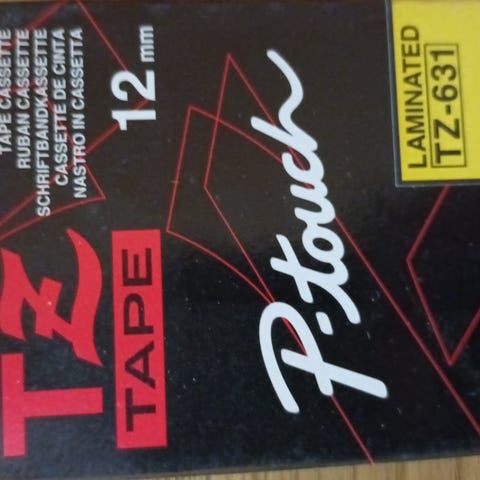 TZ
TAPE
TAPE CASSETTE
RUBAN CASSETTE
SCHRIFTBANDKASSETTE
CASSETTE DE CINTA
NASTRO IN CASSETTA
12 mm
P-touch
LAMINATED
TZ-631